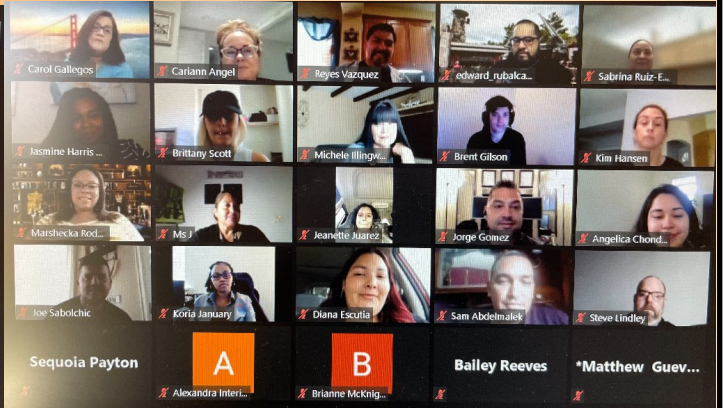 Carol Gallegos
Cariann Angel
Reyes Vazquez
edward_rubalca...
Sabrina Ruiz-E...
Jasmine Harris ...
Brittany Scott
Michele Illingw...
Brent Gilson
Kim Hansen
Marshecka Rod...
Ms J
Jeanette Juarez
Jorge Gomez
Angelica Chond...
Joe Sabolchic
Koria January
Diana Escutia
Sam Abdelmalek
Steve Lindley
Sequoia Payton
A
Alexandra Interi...
B
Brianne McKnig...
Bailey Reeves
*Matthew Guev...